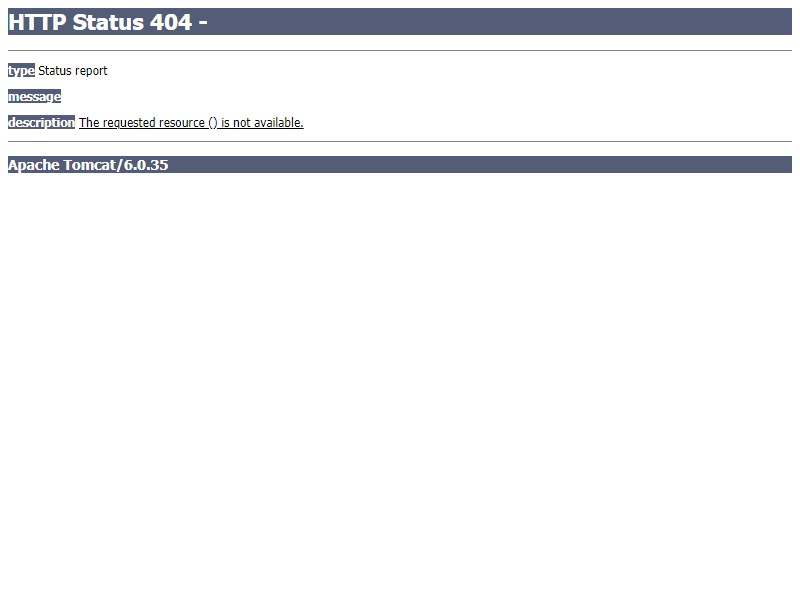 HTTP Status 404 -
type Status report
message
description The requested resource () is not available.
Apache Tomcat/6.0.35